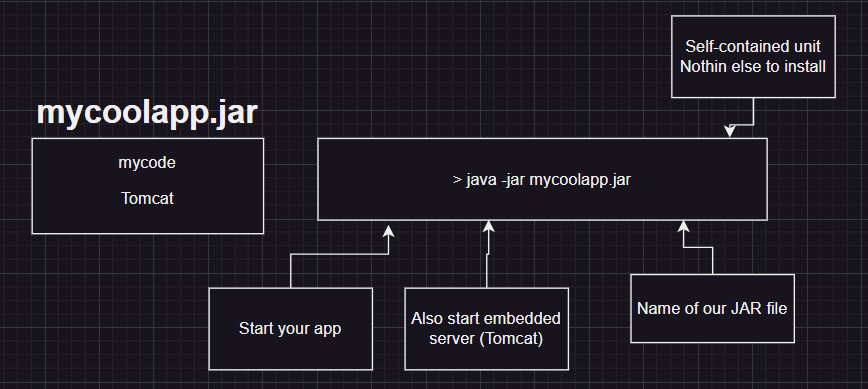 Self-contained unit
Nothin else to install
mycoolapp.jar
mycode
Tomcat
> java -jar mycoolapp.jar
Start your app
Also start embedded
server (Tomcat)
Name of our JAR file